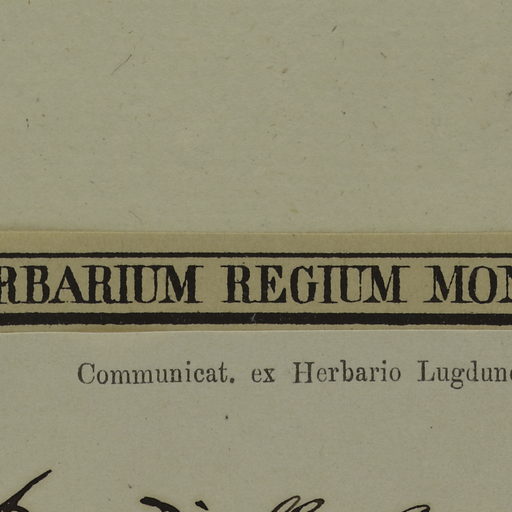 RBARIUM REGIUM MON
Communicat. ex Herbario Lugdun